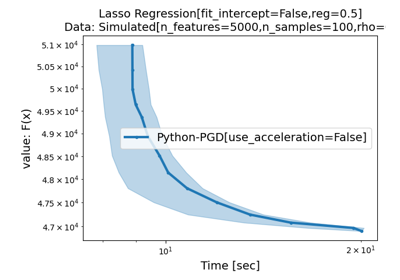 Lasso Regression[fit_intercept=False,reg=0.5]
Data: Simulated[n_features=5000,n_samples=100,rho=
5.1 × 10⁴
5.05 × 10⁴
5 × 10⁴
4.95 × 10⁴
4.9 × 10⁴
4.85 × 10⁴
4.8 × 10⁴
4.75 × 10⁴
4.7 × 10⁴
value: F(x)
Python-PGD[use_acceleration=False]
10¹
2 × 10¹
Time [sec]